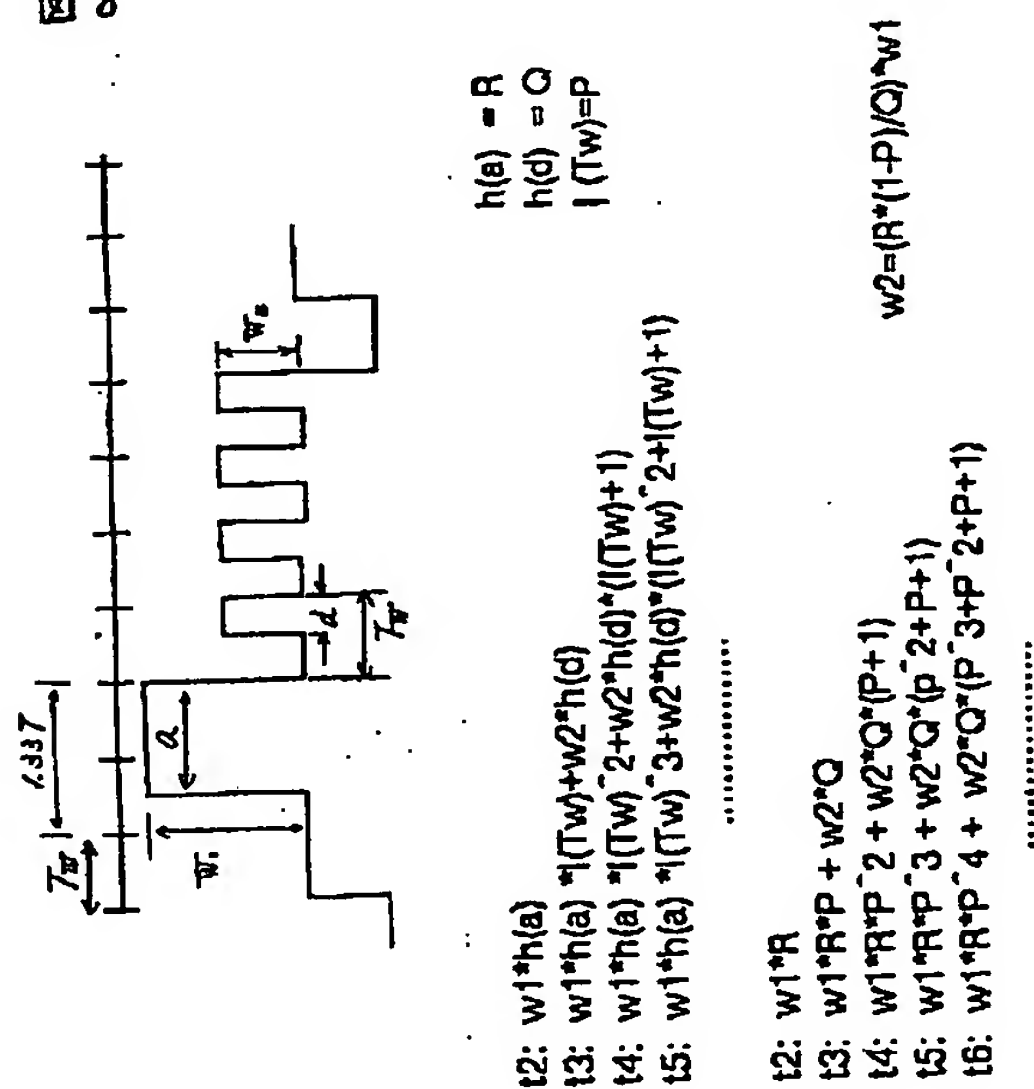 図 8
1.33T
Tw
W1
a
d
Tw
W2
h(a) = R
h(d) = Q
l (Tw)=P
t2: w1*h(a)
t3: w1*h(a) *l(Tw)+w2*h(d)
t4: w1*h(a) *l(Tw)^2+w2*h(d)*(l(Tw)+1)
t5: w1*h(a) *l(Tw)^3+w2*h(d)*(l(Tw)^2+l(Tw)+1)
..............
t2: w1*R
t3: w1*R*P + w2*Q
t4: w1*R*P^2 + w2*Q*(P+1)
t5: w1*R*P^3 + w2*Q*(p^2+P+1)
t6: w1*R*P^4 + w2*Q*(P^3+P^2+P+1)
..............
w2=(R*(1-P)/Q)*w1